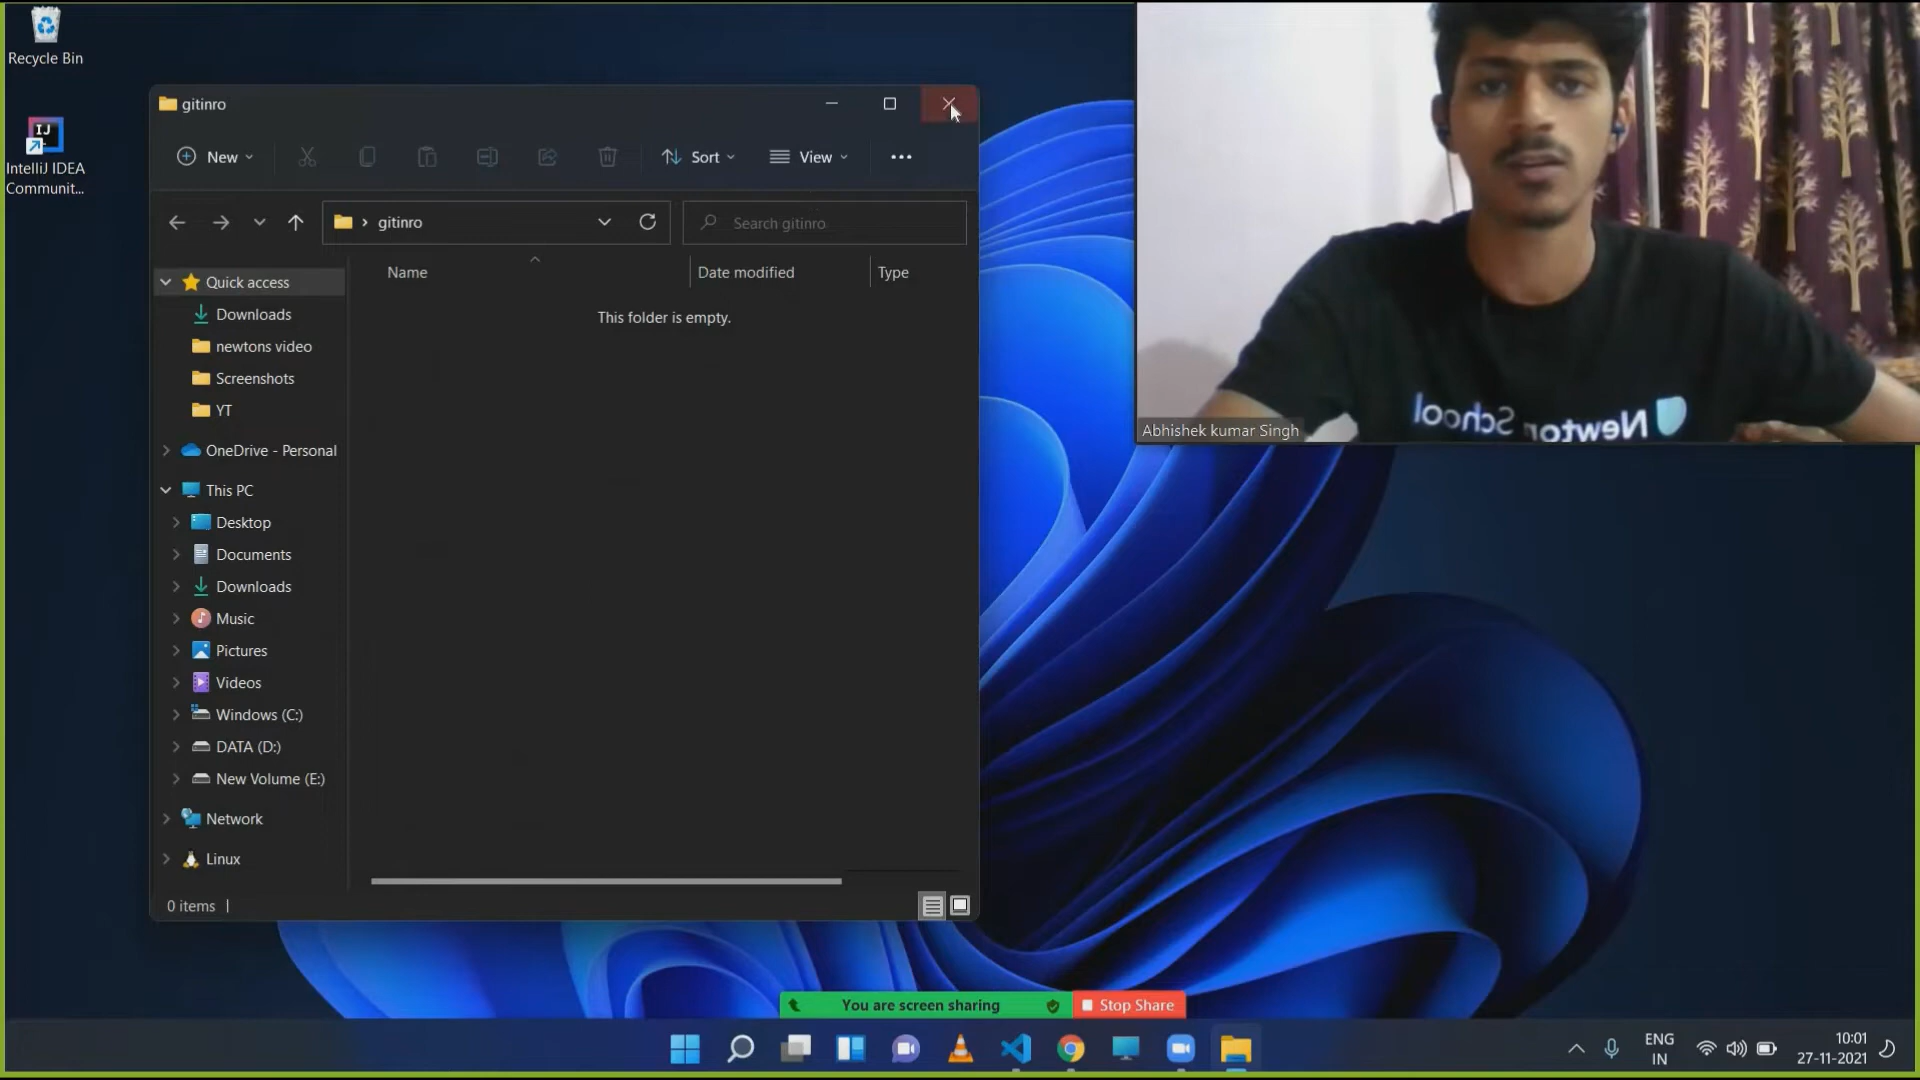 Recycle Bin
IJ
IntelliJ IDEA
Communit...
gitinro
New
Sort
View
gitinro
Search gitinro
Name
Date modified
Type
This folder is empty.
Quick access
Downloads
newtons video
Screenshots
YT
OneDrive - Personal
This PC
Desktop
Documents
Downloads
Music
Pictures
Videos
Windows (C:)
DATA (D:)
New Volume (E:)
Network
Linux
0 items
Newton School
Abhishek kumar Singh
You are screen sharing
Stop Share
ENG
IN
10:01
27-11-2021